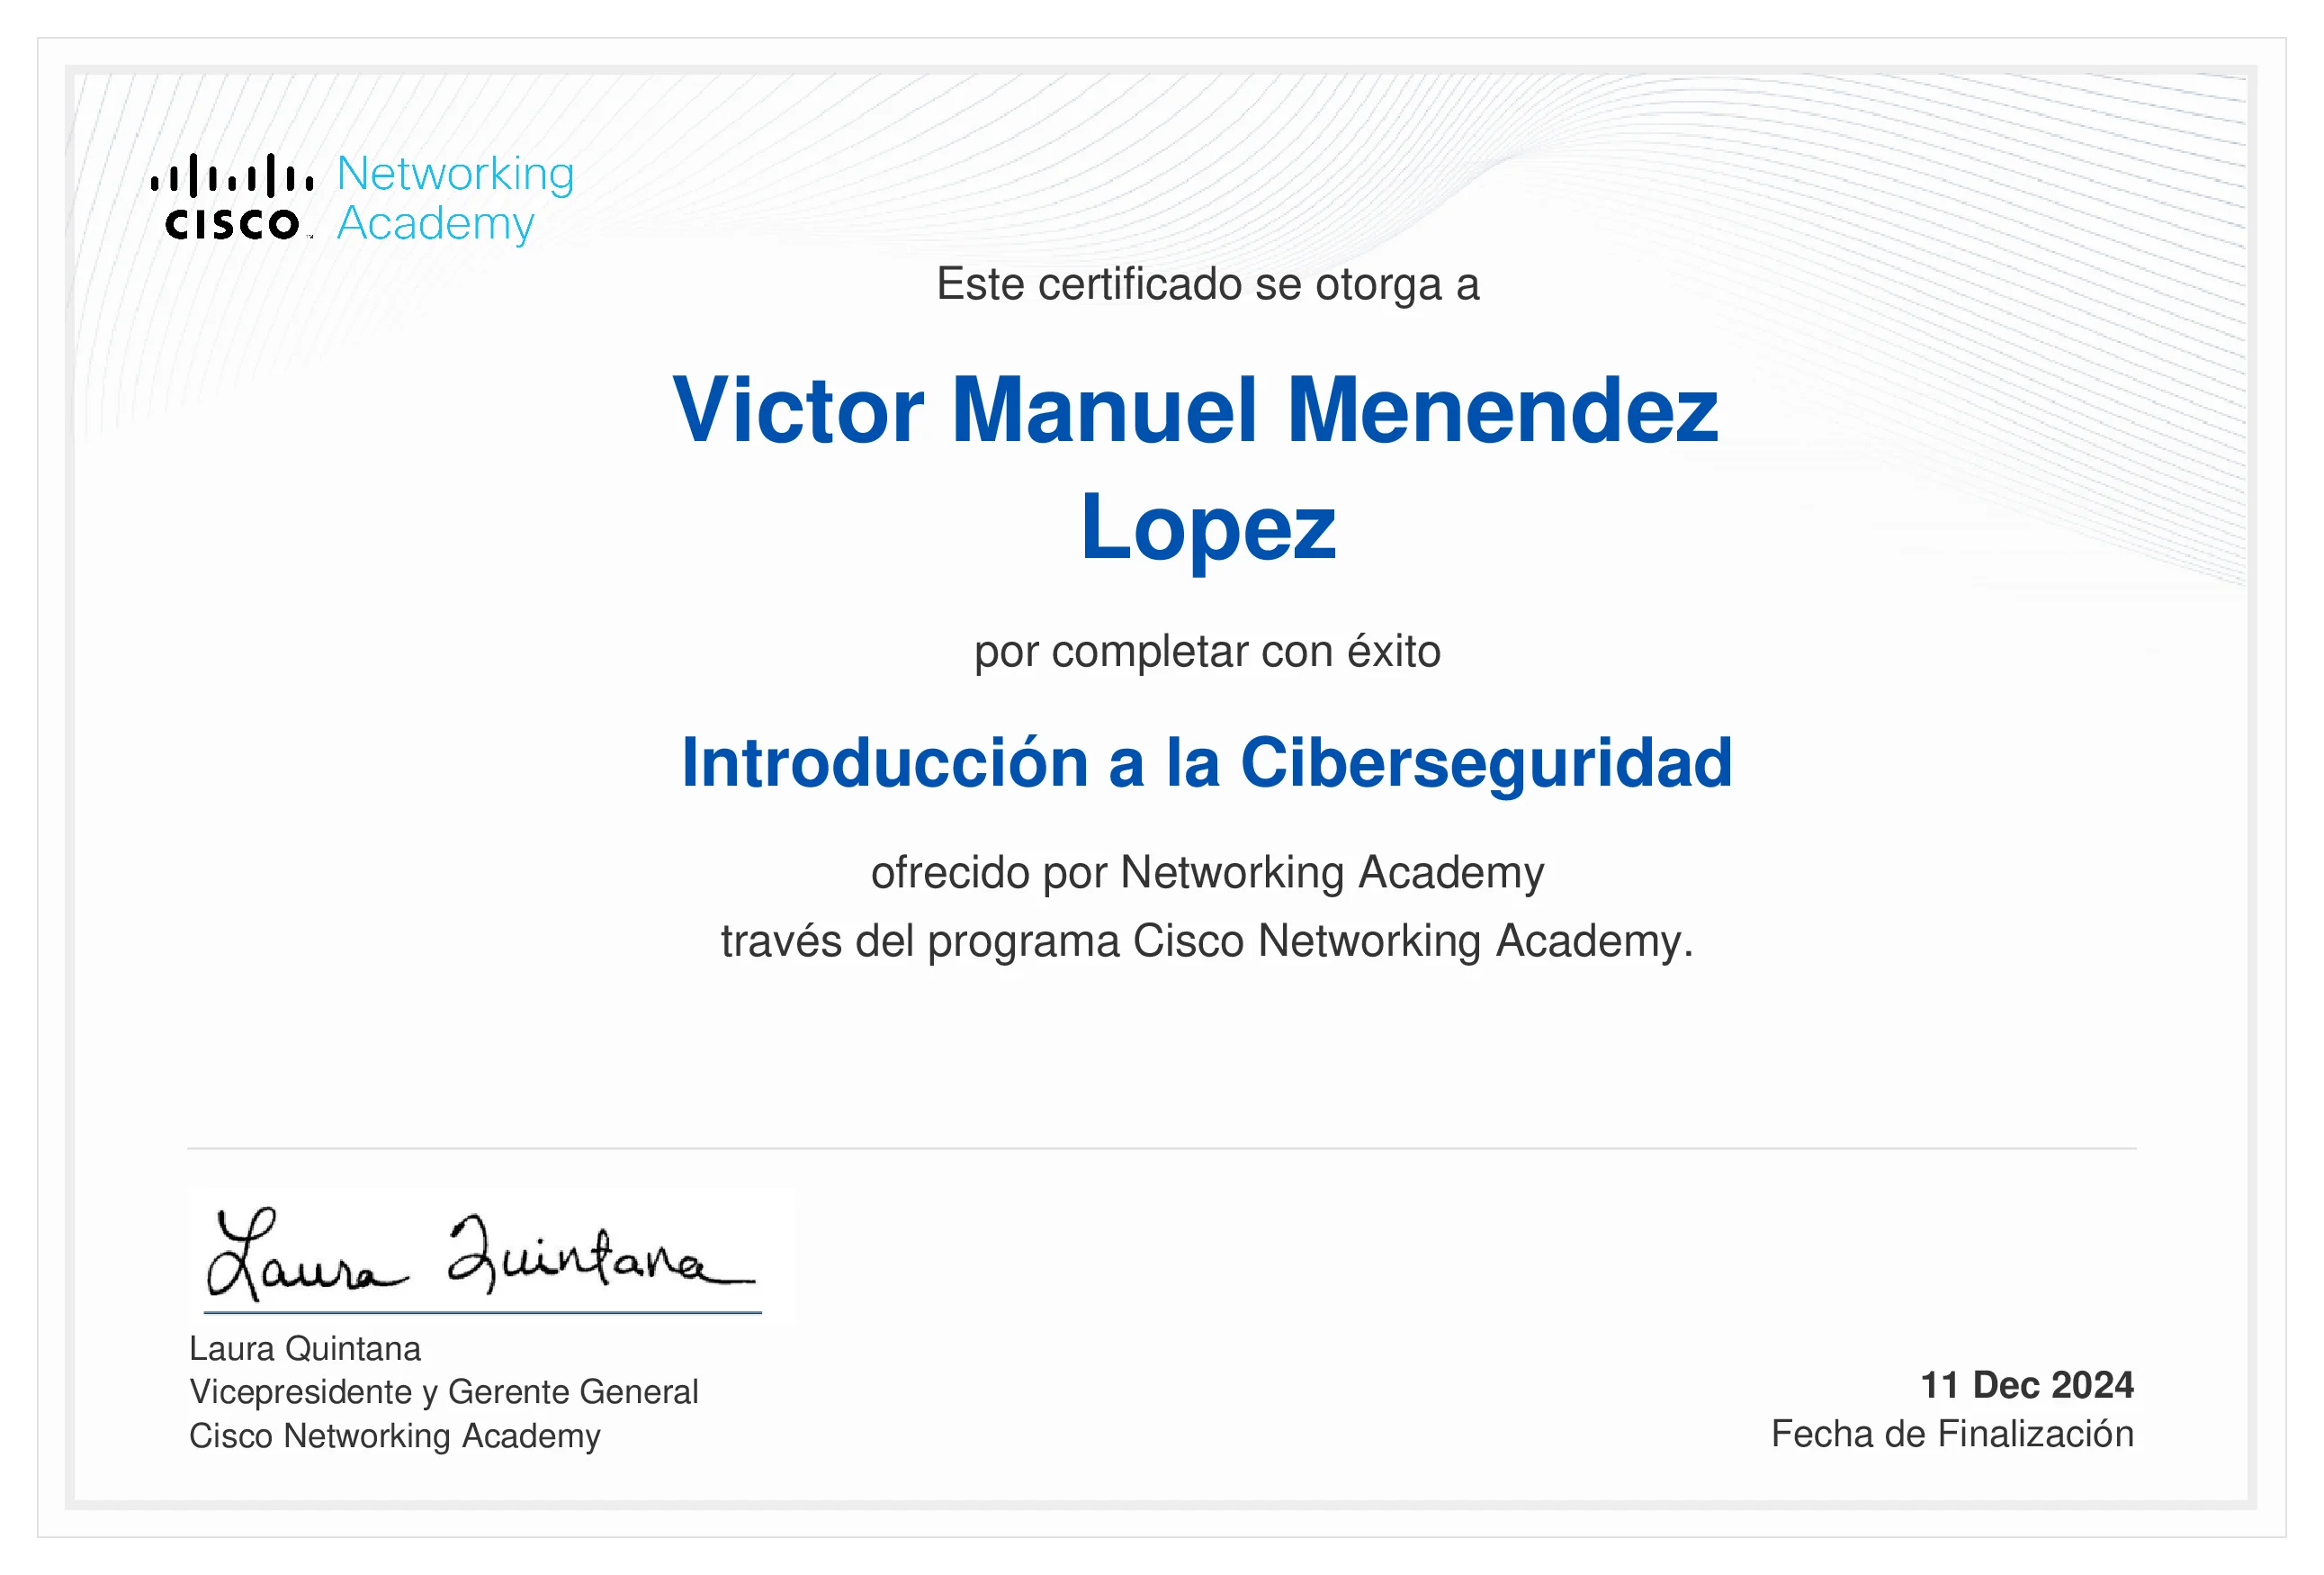 Networking
CISCO™ Academy
Este certificado se otorga a
Victor Manuel Menendez
Lopez
por completar con éxito
Introducción a la Ciberseguridad
ofrecido por Networking Academy
través del programa Cisco Networking Academy.
Laura Quintana
Laura Quintana
Vicepresidente y Gerente General
Cisco Networking Academy
11 Dec 2024
Fecha de Finalización